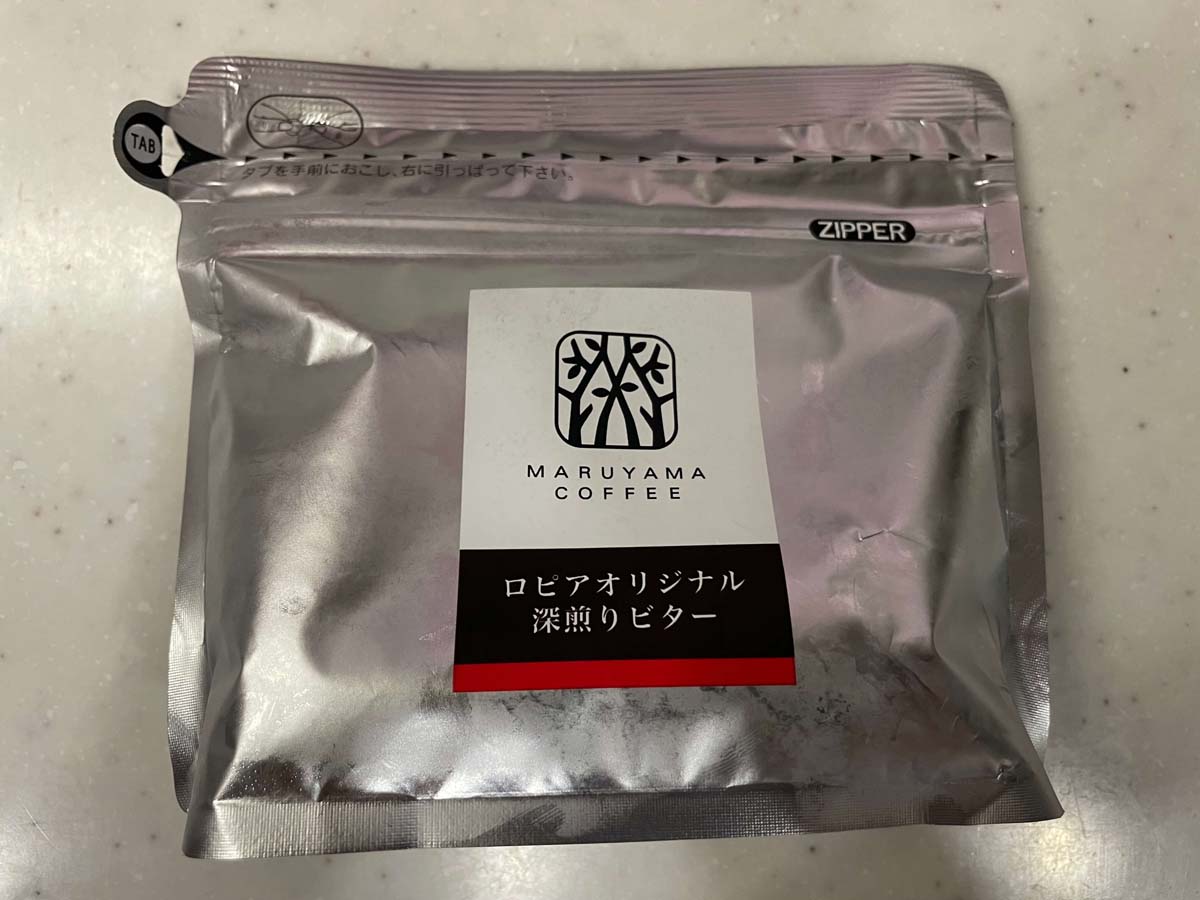 TAB
タブを手前におこし、右に引っぱって下さい。
ZIPPER
MARUYAMA
COFFEE
ロピアオリジナル
深煎りビター